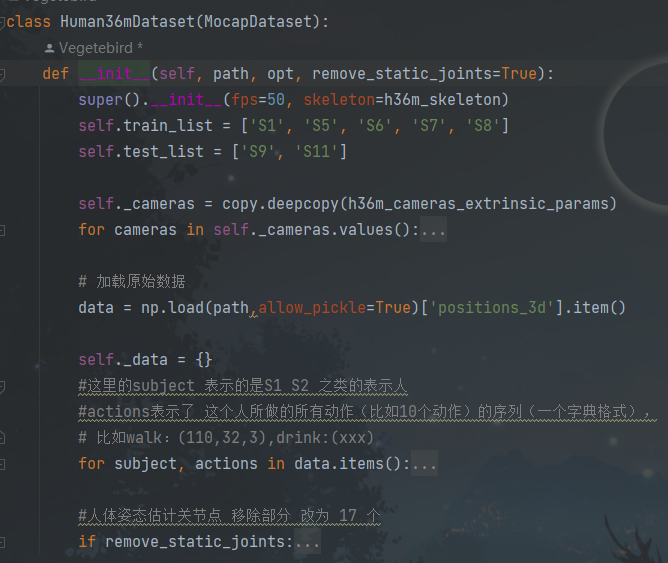 class Human36mDataset(MocapDataset):
Vegetebird *
def __init__(self, path, opt, remove_static_joints=True):
super().__init__(fps=50, skeleton=h36m_skeleton)
self.train_list = ['S1', 'S5', 'S6', 'S7', 'S8']
self.test_list = ['S9', 'S11']
self._cameras = copy.deepcopy(h36m_cameras_extrinsic_params)
for cameras in self._cameras.values():...
# 加载原始数据
data = np.load(path,allow_pickle=True)['positions_3d'].item()
self._data = {}
#这里的subject 表示的是S1 S2 之类的表示人
#actions表示了 这个人所做的所有动作（比如10个动作）的序列（一个字典格式），
# 比如walk：(110,32,3),drink:(xxx)
for subject, actions in data.items():...
#人体姿态估计关节点 移除部分 改为 17 个
if remove_static_joints:...